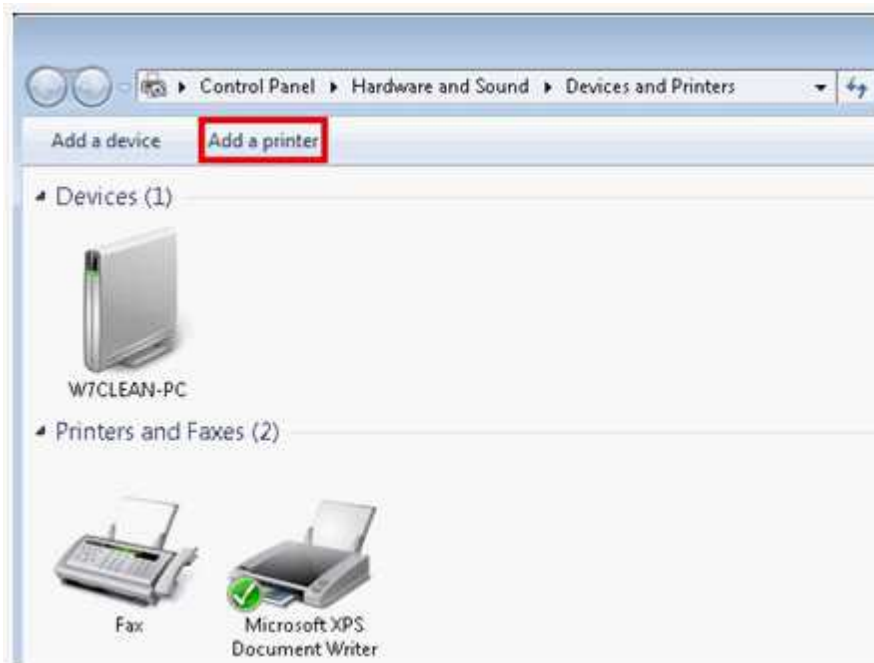 Control Panel ▸ Hardware and Sound ▸ Devices and Printers
Add a device Add a printer
Devices (1)
W7CLEAN-PC
Printers and Faxes (2)
Fax
Microsoft XPS
Document Writer